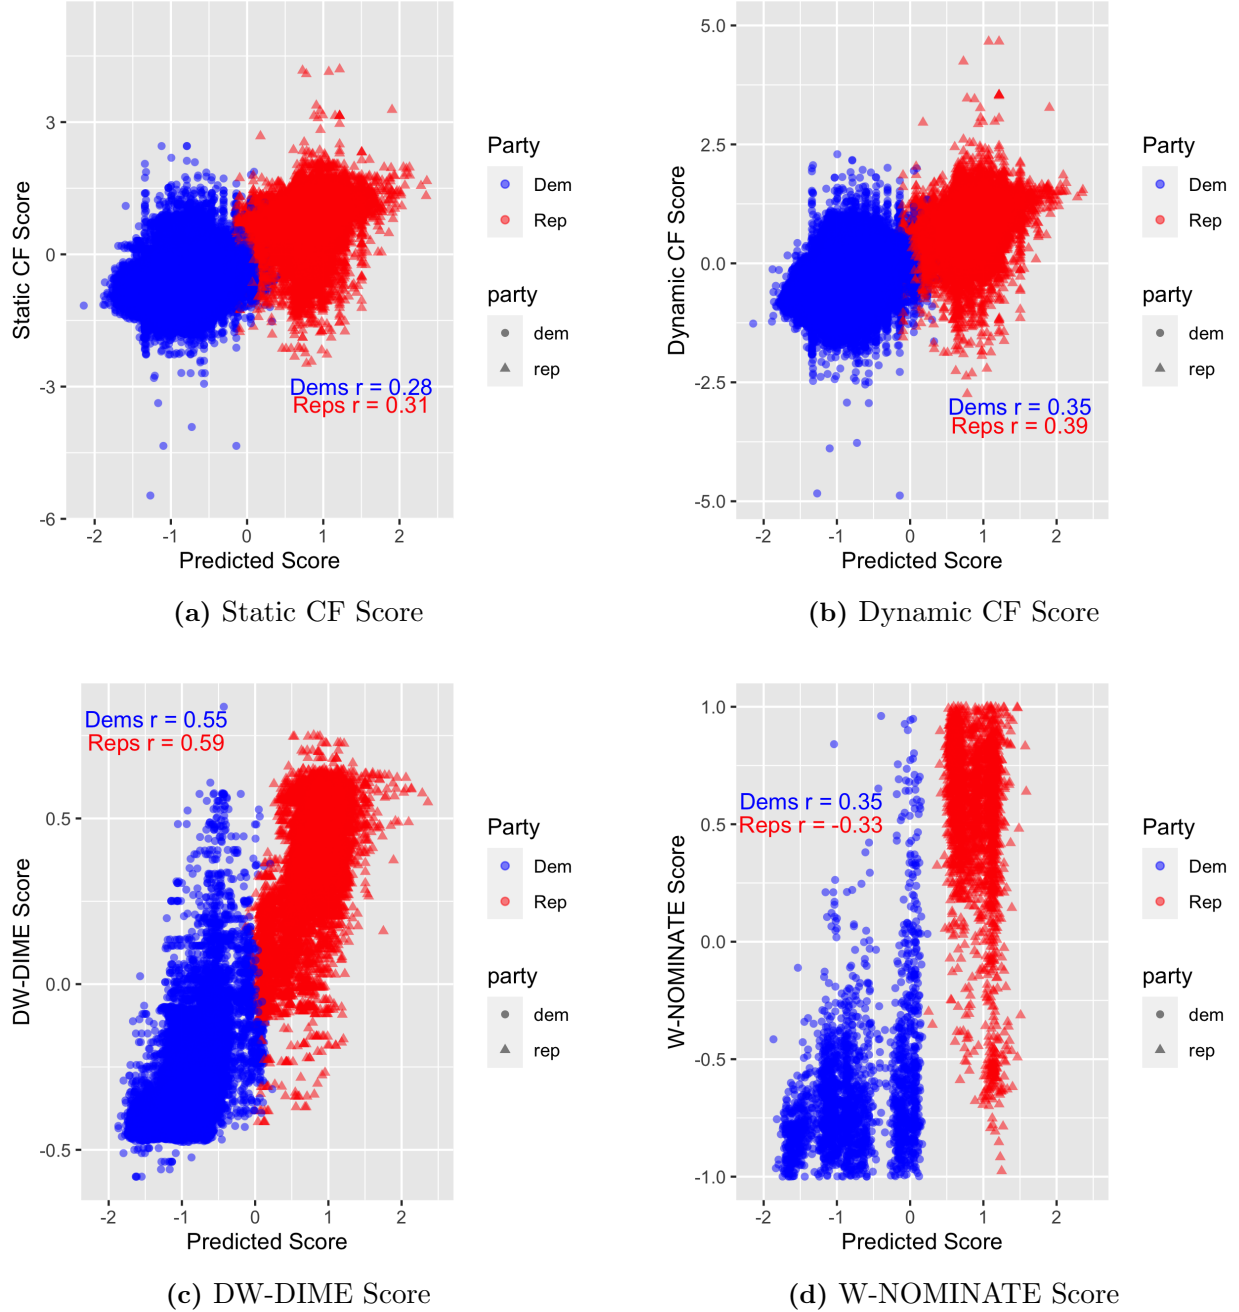 Static CF Score
3
0
-3
-6
Dems r = 0.28
Reps r = 0.31
-2 -1 0 1 2
Predicted Score
Party
Dem
Rep
party
dem
rep
(a) Static CF Score
Dynamic CF Score
5.0
2.5
0.0
-2.5
-5.0
Dems r = 0.35
Reps r = 0.39
-2 -1 0 1 2
Predicted Score
Party
Dem
Rep
party
dem
rep
(b) Dynamic CF Score
DW-DIME Score
0.5
0.0
-0.5
Dems r = 0.55
Reps r = 0.59
-2 -1 0 1 2
Predicted Score
Party
Dem
Rep
party
dem
rep
(c) DW-DIME Score
W-NOMINATE Score
1.0
0.5
0.0
-0.5
-1.0
Dems r = 0.35
Reps r = -0.33
-2 -1 0 1 2
Predicted Score
Party
Dem
Rep
party
dem
rep
(d) W-NOMINATE Score